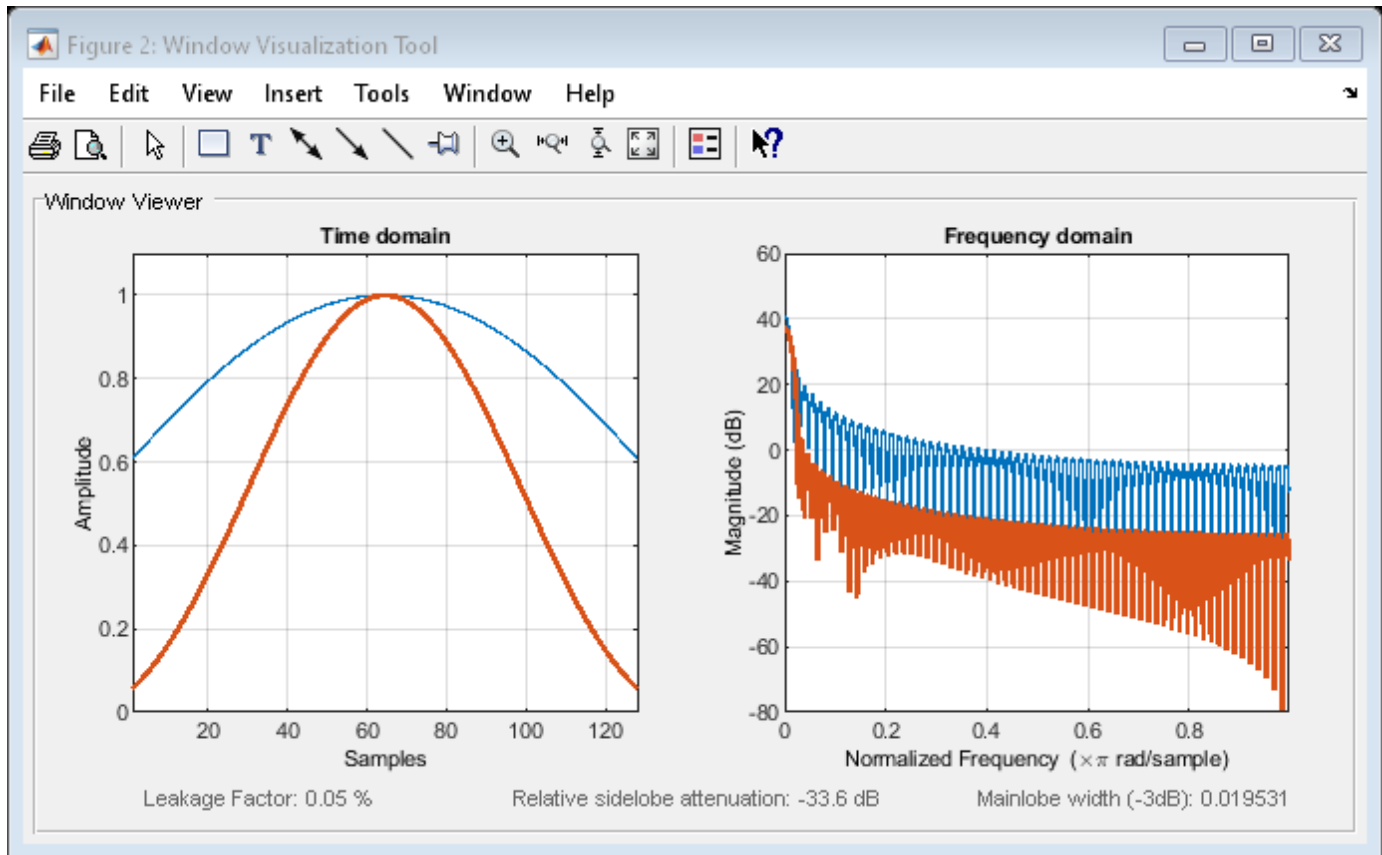 Figure 2: Window Visualization Tool
File Edit View Insert Tools Window Help
T ?
Window Viewer
Time domain
1
0.8
0.6
0.4
0.2
0
Amplitude
20 40 60 80 100 120
Samples
Frequency domain
60
40
20
0
-20
-40
-60
-80
Magnitude (dB)
0 0.2 0.4 0.6 0.8
Normalized Frequency (×π rad/sample)
Leakage Factor: 0.05 % Relative sidelobe attenuation: -33.6 dB Mainlobe width (-3dB): 0.019531